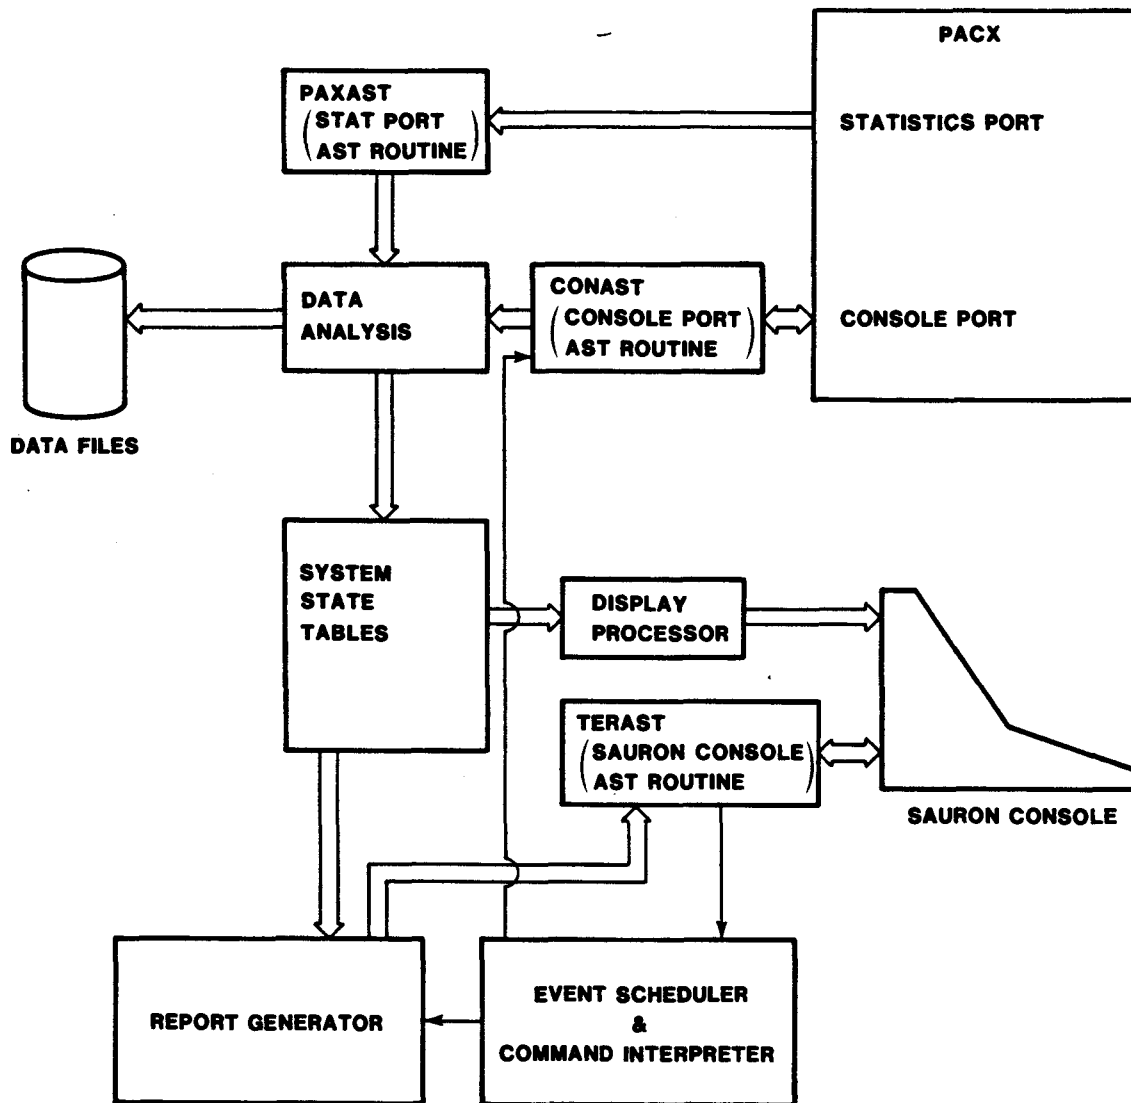 PACX
PAXAST
(STAT PORT
AST ROUTINE)
STATISTICS PORT
DATA
ANALYSIS
CONAST
(CONSOLE PORT
AST ROUTINE)
CONSOLE PORT
DATA FILES
SYSTEM
STATE
TABLES
DISPLAY
PROCESSOR
TERAST
(SAURON CONSOLE
AST ROUTINE)
SAURON CONSOLE
REPORT GENERATOR
EVENT SCHEDULER
&
COMMAND INTERPRETER